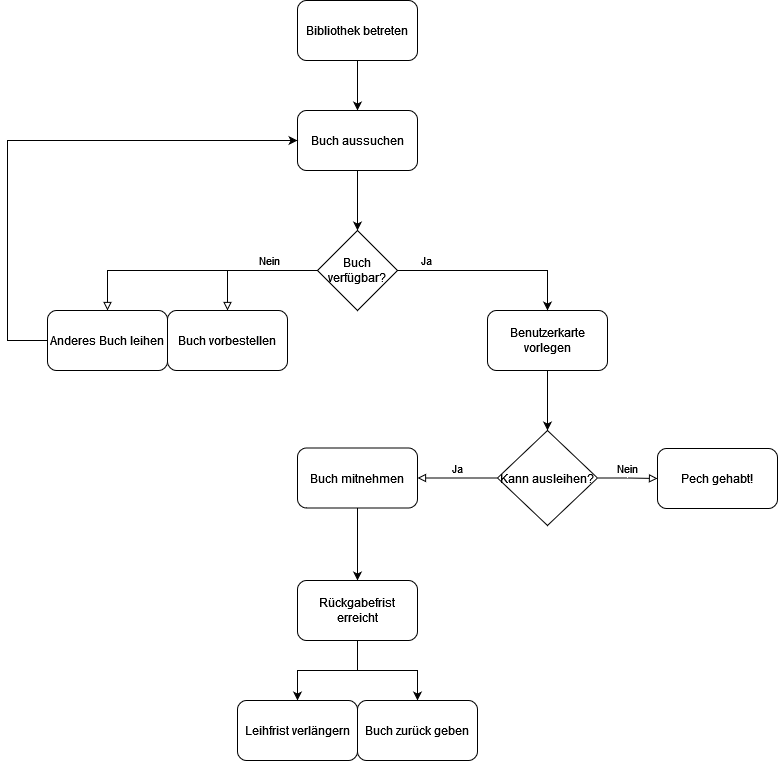 Bibliothek betreten
Buch aussuchen
Buch
verfügbar?
Nein
Ja
Anderes Buch leihen
Buch vorbestellen
Benutzerkarte
vorlegen
Kann ausleihen?
Ja
Nein
Buch mitnehmen
Pech gehabt!
Rückgabefrist
erreicht
Leihfrist verlängern
Buch zurück geben